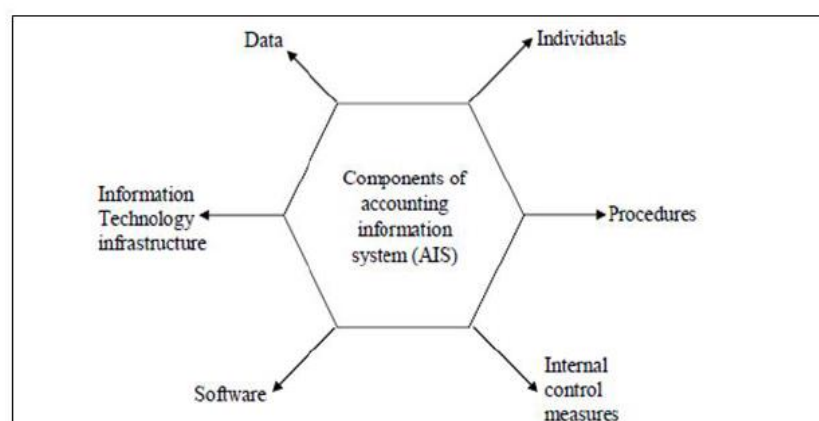 Data
Individuals
Components of
accounting
information
system (AIS)
Information
Technology
infrastructure
Procedures
Software
Internal
control
measures